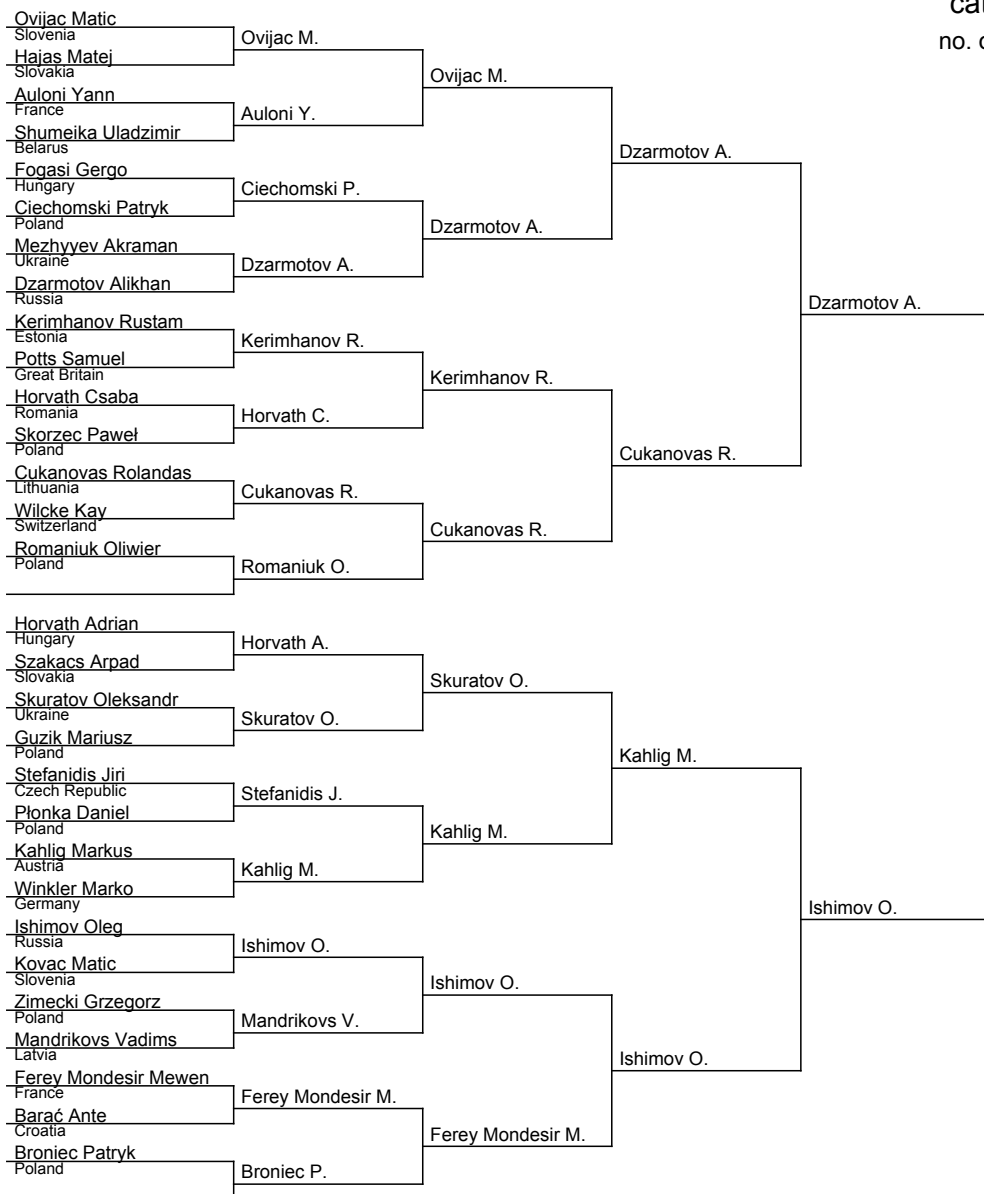 cat
no. o
Ovijac Matic
Slovenia
Hajas Matej
Slovakia
Auloni Yann
France
Shumeika Uladzimir
Belarus
Fogasi Gergo
Hungary
Ciechomski Patryk
Poland
Mezhyyev Akraman
Ukraine
Dzarmotov Alikhan
Russia
Kerimhanov Rustam
Estonia
Potts Samuel
Great Britain
Horvath Csaba
Romania
Skorzec Paweł
Poland
Cukanovas Rolandas
Lithuania
Wilcke Kay
Switzerland
Romaniuk Oliwier
Poland
Horvath Adrian
Hungary
Szakacs Arpad
Slovakia
Skuratov Oleksandr
Ukraine
Guzik Mariusz
Poland
Stefanidis Jiri
Czech Republic
Płonka Daniel
Poland
Kahlig Markus
Austria
Winkler Marko
Germany
Ishimov Oleg
Russia
Kovac Matic
Slovenia
Zimecki Grzegorz
Poland
Mandrikovs Vadims
Latvia
Ferey Mondesir Mewen
France
Barać Ante
Croatia
Broniec Patryk
Poland
Ovijac M.
Auloni Y.
Ciechomski P.
Dzarmotov A.
Kerimhanov R.
Horvath C.
Cukanovas R.
Romaniuk O.
Horvath A.
Skuratov O.
Stefanidis J.
Kahlig M.
Ishimov O.
Mandrikovs V.
Ferey Mondesir M.
Broniec P.
Ovijac M.
Dzarmotov A.
Kerimhanov R.
Cukanovas R.
Skuratov O.
Kahlig M.
Ishimov O.
Ferey Mondesir M.
Dzarmotov A.
Cukanovas R.
Kahlig M.
Ishimov O.
Dzarmotov A.
Ishimov O.